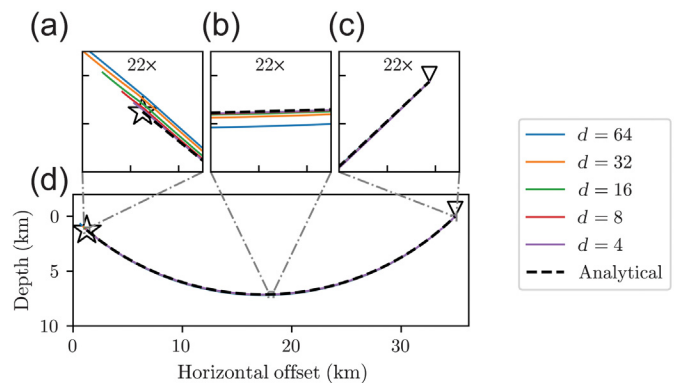 (a) (b) (c)
22× 22× 22×
d = 64
d = 32
d = 16
d = 8
d = 4
Analytical
(d)
0
5
10
Depth (km)
0 10 20 30
Horizontal offset (km)